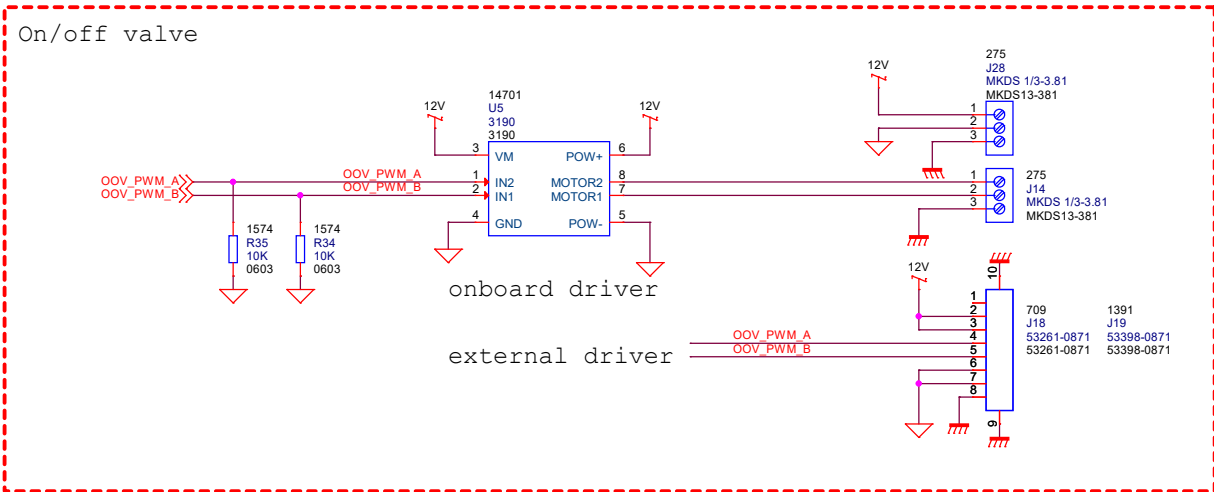 On/off valve
275
J28
MKDS 1/3-3.81
MKDS13-381
12V
1
2
3
14701
U5
3190
3190
12V
12V
3 VM POW+ 6
OOV_PWM_A OOV_PWM_A 1 IN2 MOTOR2 8
OOV_PWM_B OOV_PWM_B 2 IN1 MOTOR1 7
4 GND POW- 5
1
2
3
275
J14
MKDS 1/3-3.81
MKDS13-381
1574
R35
10K
0603
1574
R34
10K
0603
onboard driver
12V
10
1
2
3
4
5
6
7
8
9
OOV_PWM_A
OOV_PWM_B
external driver
709
J18
53261-0871
53261-0871
1391
J19
53398-0871
53398-0871